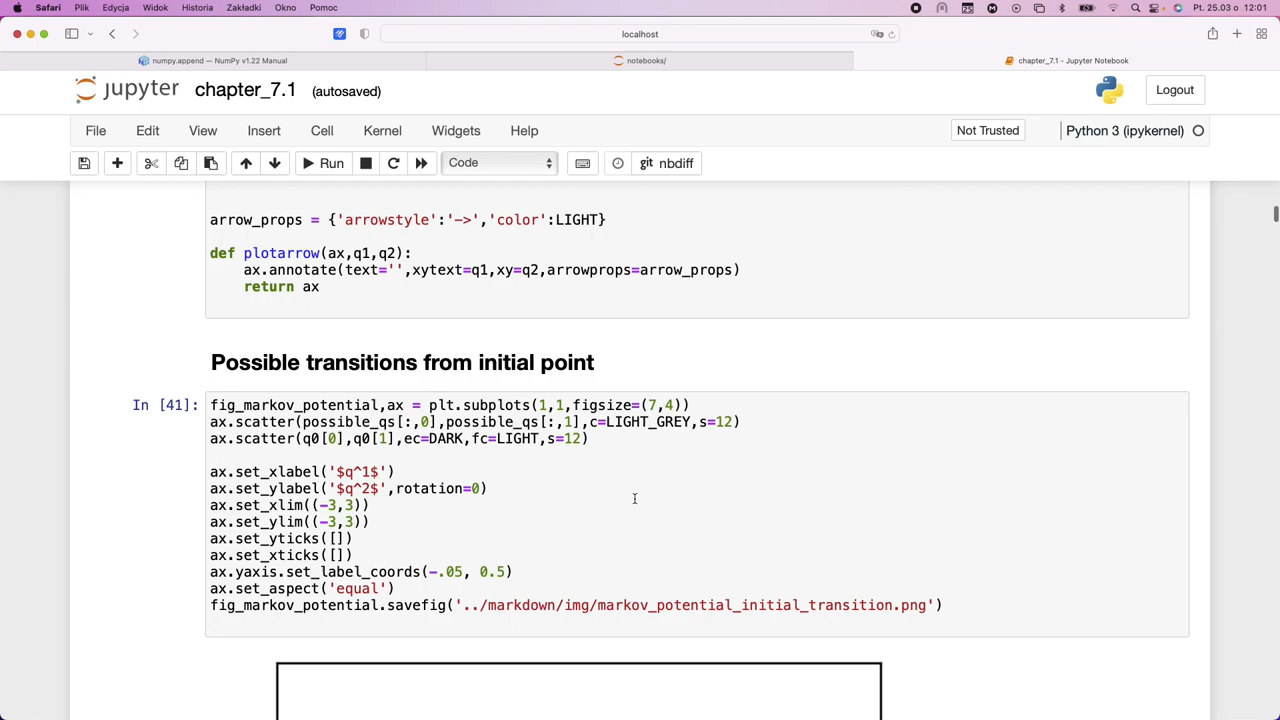 Safari Plik Edycja Widok Historia Zakładki Okno Pomoc Pt. 25.03 o 12:01
localhost
numpy.append — NumPy v1.22 Manual
notebooks/
chapter_7.1 - Jupyter Notebook
jupyter chapter_7.1 (autosaved) Logout
File Edit View Insert Cell Kernel Widgets Help Not Trusted Python 3 (ipykernel)
Run Code git nbdiff
arrow_props = {'arrowstyle':'->','color':LIGHT}
def plotarrow(ax,q1,q2):
    ax.annotate(text='',xytext=q1,xy=q2,arrowprops=arrow_props)
    return ax
Possible transitions from initial point
In [41]: fig_markov_potential,ax = plt.subplots(1,1,figsize=(7,4))
ax.scatter(possible_qs[:,0],possible_qs[:,1],c=LIGHT_GREY,s=12)
ax.scatter(q0[0],q0[1],ec=DARK,fc=LIGHT,s=12)
ax.set_xlabel('$q^1$')
ax.set_ylabel('$q^2$',rotation=0)
ax.set_xlim((-3,3))
ax.set_ylim((-3,3))
ax.set_yticks([])
ax.set_xticks([])
ax.yaxis.set_label_coords(-.05, 0.5)
ax.set_aspect('equal')
fig_markov_potential.savefig('../markdown/img/markov_potential_initial_transition.png')